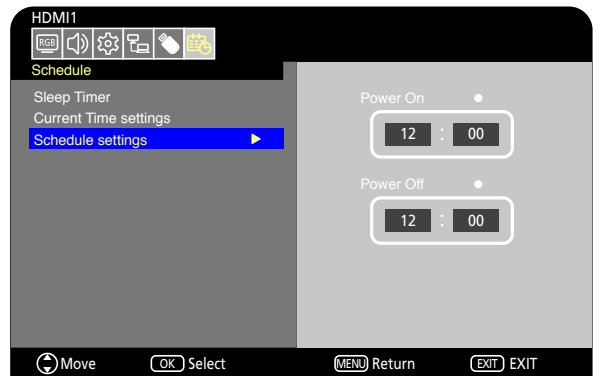 HDMI1
RGB
Schedule
Sleep Timer
Current Time settings
Schedule settings
Power On
12 : 00
Power Off
12 : 00
Move OK Select MENU Return EXIT EXIT